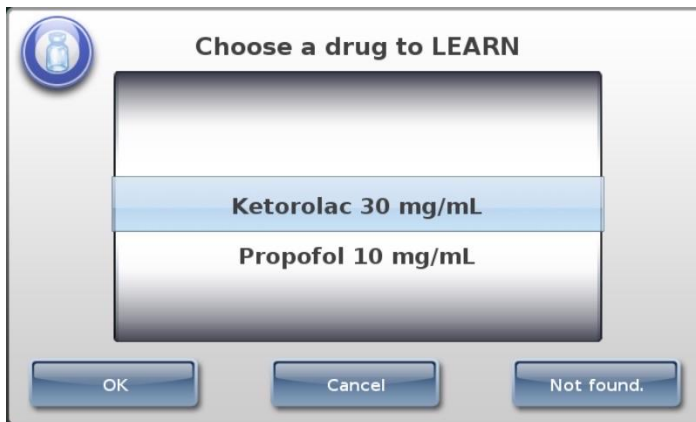 Choose a drug to LEARN
Ketorolac 30 mg/mL
Propofol 10 mg/mL
OK
Cancel
Not found.